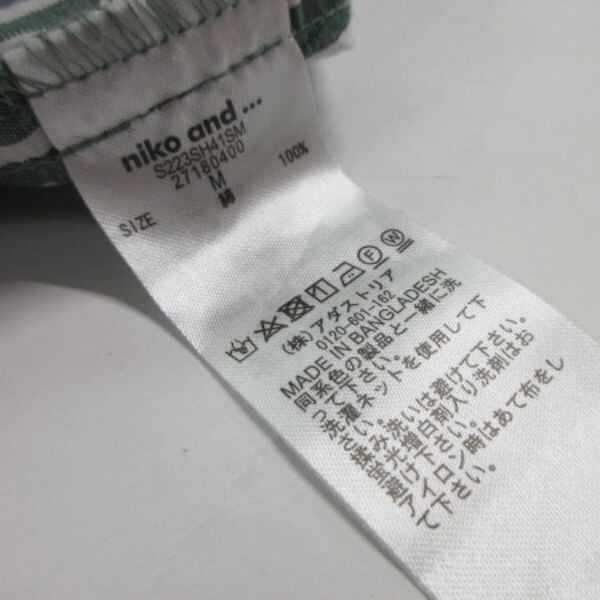 niko and ...
S223SH41SM
27180400
SIZE M
綿 100%
(株)アダストリア
0120-601-162
MADE IN BANGLADESH
同系色の製品と一緒に洗
って下さい。
洗濯ネットを使用して下
さい。
揉み洗いは避けて下さい。
蛍光増白剤入り洗剤はお
避け下さい。
アイロン時はあて布をし
て下さい。